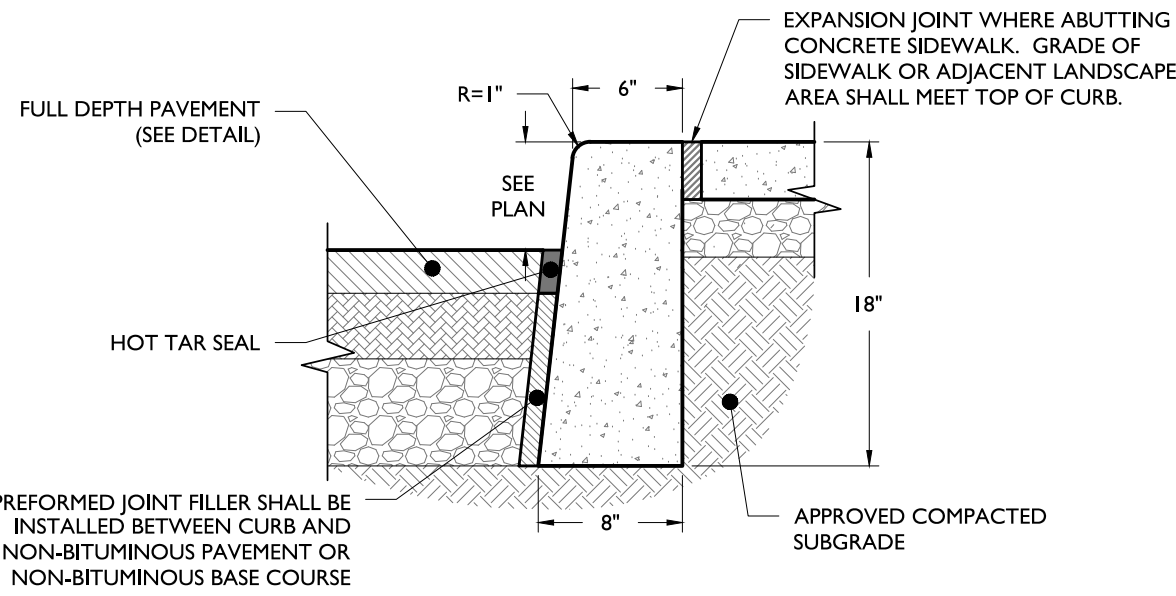 EXPANSION JOINT WHERE ABUTTING
CONCRETE SIDEWALK. GRADE OF
SIDEWALK OR ADJACENT LANDSCAPE
AREA SHALL MEET TOP OF CURB.
R=1"
6"
FULL DEPTH PAVEMENT
(SEE DETAIL)
SEE
PLAN
18"
HOT TAR SEAL
PREFORMED JOINT FILLER SHALL BE
INSTALLED BETWEEN CURB AND
NON-BITUMINOUS PAVEMENT OR
NON-BITUMINOUS BASE COURSE
8"
APPROVED COMPACTED
SUBGRADE